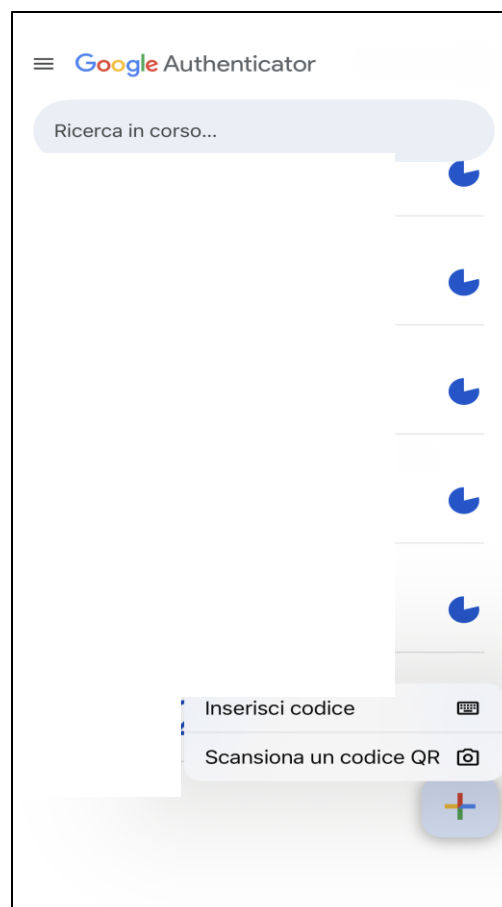 Google Authenticator
Ricerca in corso...
Inserisci codice
Scansiona un codice QR